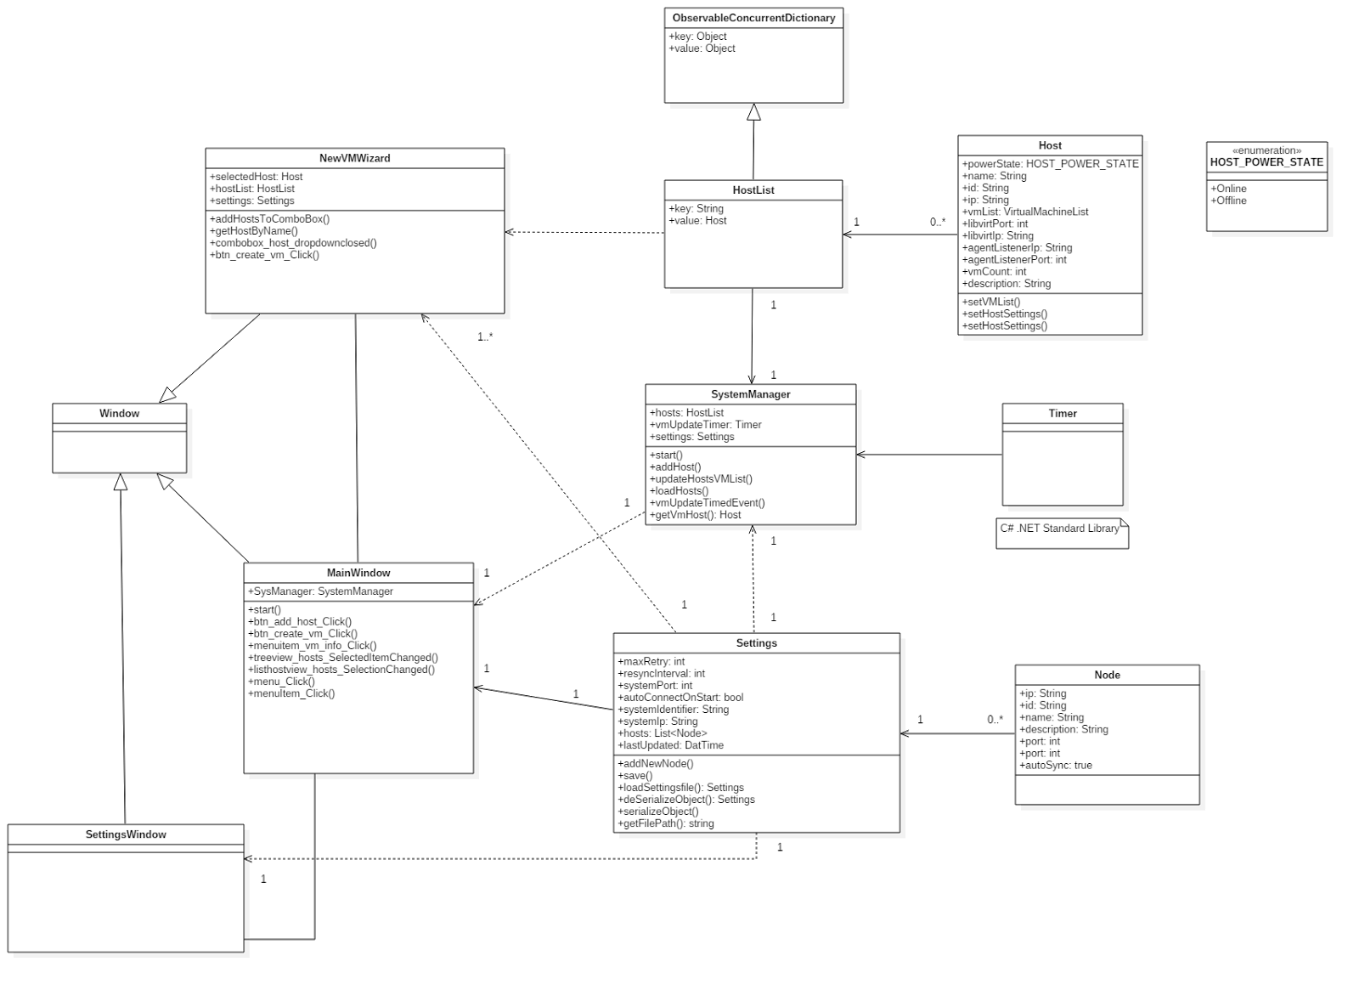 ObservableConcurrentDictionary
+key: Object
+value: Object
NewVMWizard
+selectedHost: Host
+hostList: HostList
+settings: Settings
+addHostsToComboBox()
+getHostByName()
+combobox_host_dropdownclosed()
+btn_create_vm_Click()
HostList
+key: String
+value: Host
1
0..*
Host
+powerState: HOST_POWER_STATE
+name: String
+id: String
+ip: String
+vmList: VirtualMachineList
+libvirtPort: int
+libvirtIp: String
+agentListenerIp: String
+agentListenerPort: int
+vmCount: int
+description: String
+setVMList()
+setHostSettings()
+setHostSettings()
«enumeration»
HOST_POWER_STATE
+Online
+Offline
1
1..*
1
Window
SystemManager
+hosts: HostList
+vmUpdateTimer: Timer
+settings: Settings
+start()
+addHost()
+updateHostsVMList()
+loadHosts()
+vmUpdateTimedEvent()
+getVmHost(): Host
Timer
C# .NET Standard Library
1
1
1
1
1
MainWindow
+SysManager: SystemManager
+start()
+btn_add_host_Click()
+btn_create_vm_Click()
+menuitem_vm_info_Click()
+treeview_hosts_SelectedItemChanged()
+listhostview_hosts_SelectionChanged()
+menu_Click()
+menuItem_Click()
1
1
Settings
+maxRetry: int
+resyncInterval: int
+systemPort: int
+autoConnectOnStart: bool
+systemIdentifier: String
+systemIp: String
+hosts: List<Node>
+lastUpdated: DatTime
+addNewNode()
+save()
+loadSettingsfile(): Settings
+deSerializeObject(): Settings
+serializeObject()
+getFilePath(): string
1
0..*
Node
+ip: String
+id: String
+name: String
+description: String
+port: int
+port: int
+autoSync: true
SettingsWindow
1
1